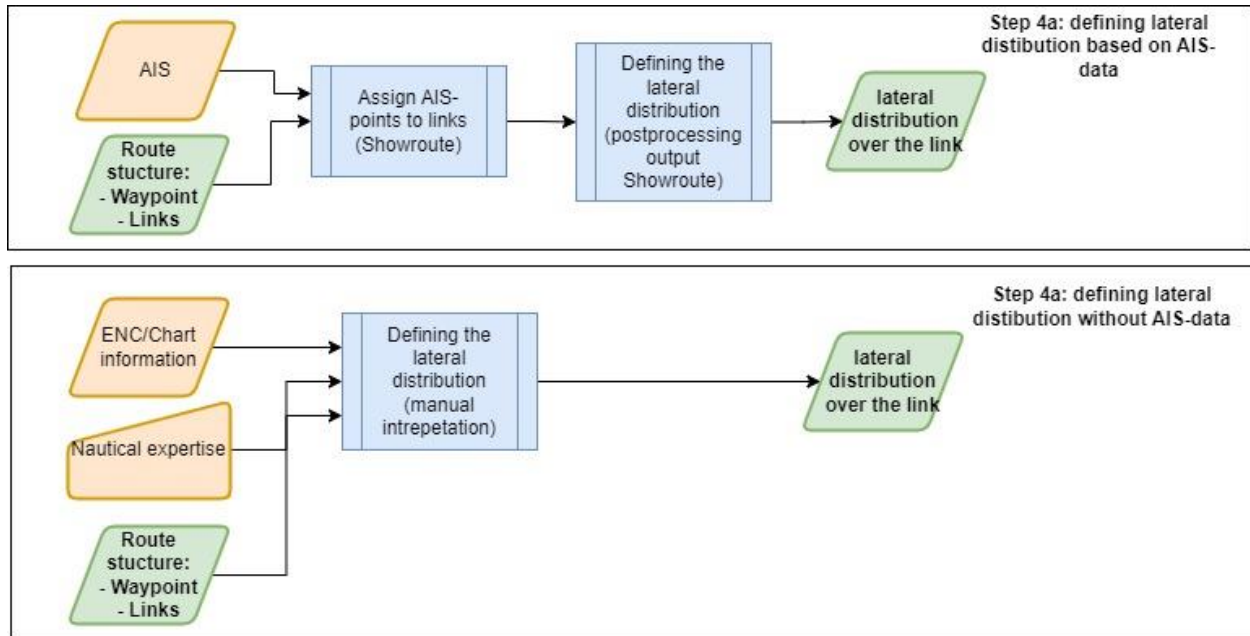 Step 4a: defining lateral
distibution based on AIS-
data
AIS
Route
stucture:
- Waypoint
- Links
Assign AIS-
points to links
(Showroute)
Defining the
lateral
distribution
(postprocessing
output
Showroute)
lateral
distribution
over the link
Step 4a: defining lateral
distibution without AIS-data
ENC/Chart
information
Nautical expertise
Route
stucture:
- Waypoint
- Links
Defining the
lateral
distribution
(manual
intrepetation)
lateral
distribution
over the link